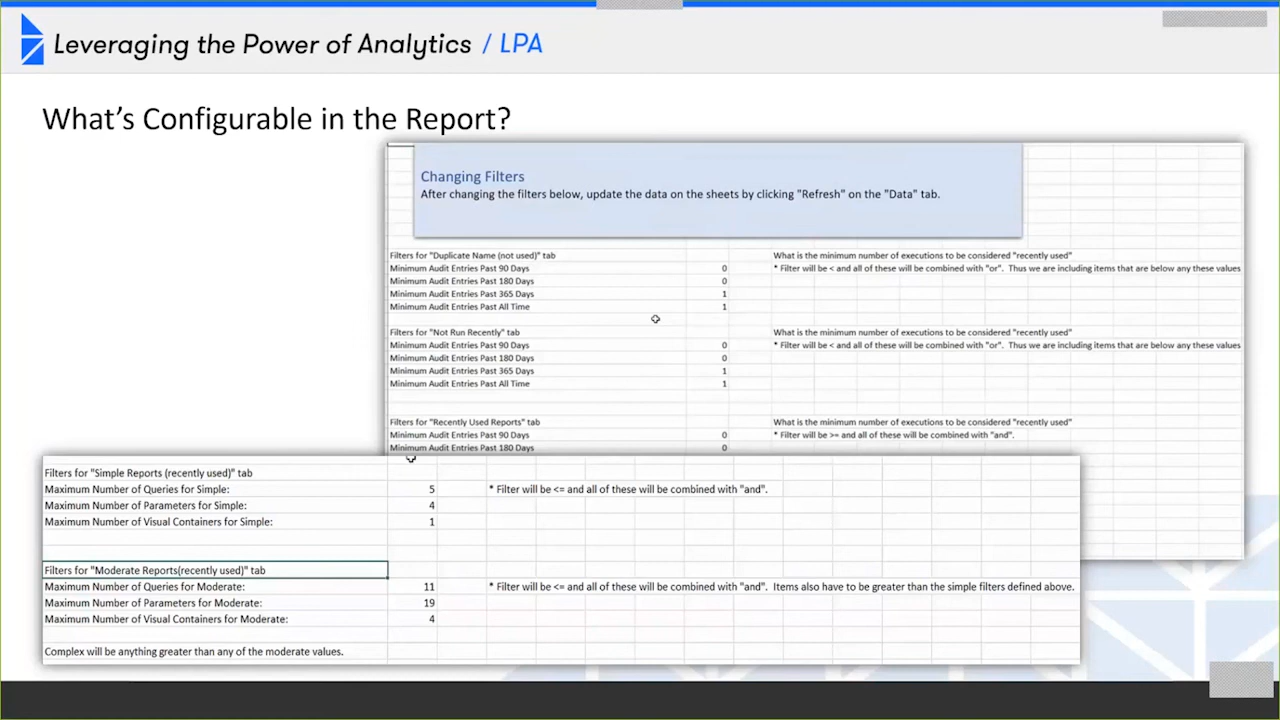 Leveraging the Power of Analytics / LPA
What's Configurable in the Report?
Changing Filters
After changing the filters below, update the data on the sheets by clicking "Refresh" on the "Data" tab.
Filters for "Duplicate Name (not used)" tab What is the minimum number of executions to be considered "recently used"
Minimum Audit Entries Past 90 Days 0 * Filter will be < and all of these will be combined with "or". Thus we are including items that are below any these values
Minimum Audit Entries Past 180 Days 0
Minimum Audit Entries Past 365 Days 1
Minimum Audit Entries Past All Time 1
Filters for "Not Run Recently" tab What is the minimum number of executions to be considered "recently used"
Minimum Audit Entries Past 90 Days 0 * Filter will be < and all of these will be combined with "or". Thus we are including items that are below any these values
Minimum Audit Entries Past 180 Days 0
Minimum Audit Entries Past 365 Days 1
Minimum Audit Entries Past All Time 1
Filters for "Recently Used Reports" tab What is the minimum number of executions to be considered "recently used"
Minimum Audit Entries Past 90 Days 0 * Filter will be >= and all of these will be combined with "and".
Minimum Audit Entries Past 180 Days 0
Filters for "Simple Reports (recently used)" tab
Maximum Number of Queries for Simple: 5 * Filter will be <= and all of these will be combined with "and".
Maximum Number of Parameters for Simple: 4
Maximum Number of Visual Containers for Simple: 1
Filters for "Moderate Reports(recently used)" tab
Maximum Number of Queries for Moderate: 11 * Filter will be <= and all of these will be combined with "and". Items also have to be greater than the simple filters defined above.
Maximum Number of Parameters for Moderate: 19
Maximum Number of Visual Containers for Moderate: 4
Complex will be anything greater than any of the moderate values.